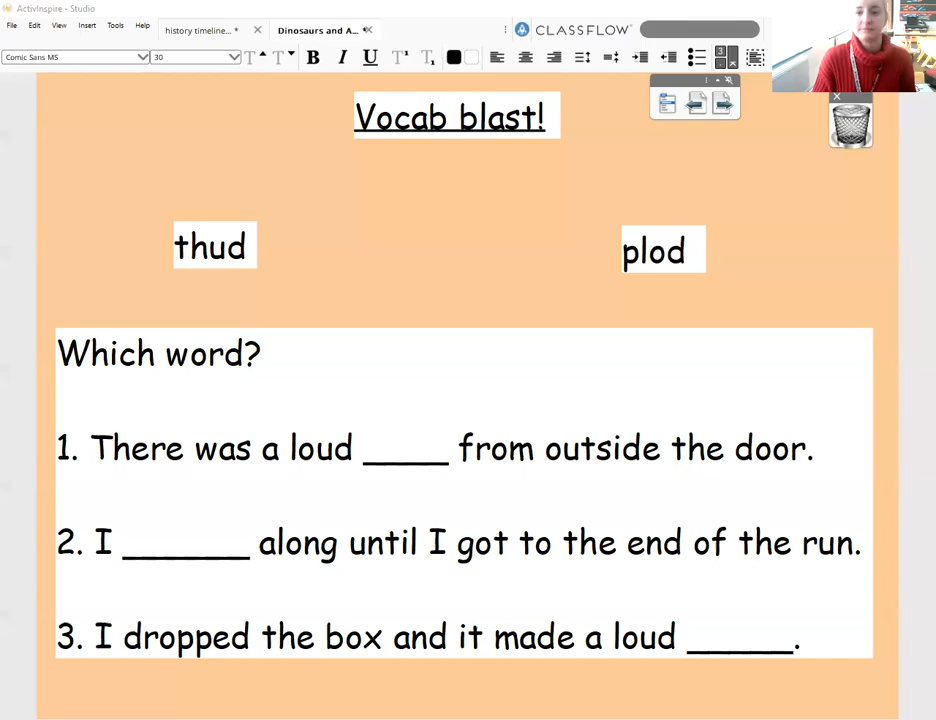 ActivInspire - Studio
File Edit View Insert Tools Help
history timeline... *
Dinosaurs and A... *
CLASSFLOW
Comic Sans MS
30
B I U
Vocab blast!
thud
plod
Which word?
1. There was a loud ____ from outside the door.
2. I ______ along until I got to the end of the run.
3. I dropped the box and it made a loud _____.